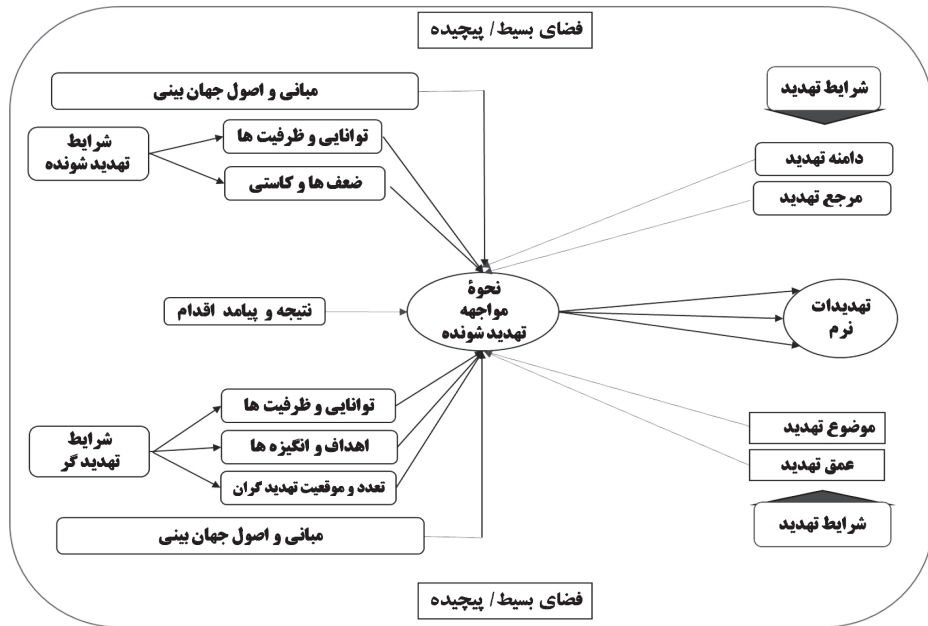 فضای بسیط/ پیچیده
مبانی و اصول جهان بینی
شرایط تهدید
شرایط
تهدید شونده
توانایی و ظرفیت ها
ضعف ها و کاستی
دامنه تهدید
مرجع تهدید
نحوۀ
مواجهه
تهدید شونده
تهدیدات
نرم
نتیجه و پیامد اقدام
شرایط
تهدید گر
توانایی و ظرفیت ها
اهداف و انگیزه ها
تعدد و موقعیت تهدید گران
موضوع تهدید
عمق تهدید
شرایط تهدید
مبانی و اصول جهان بینی
فضای بسیط/ پیچیده